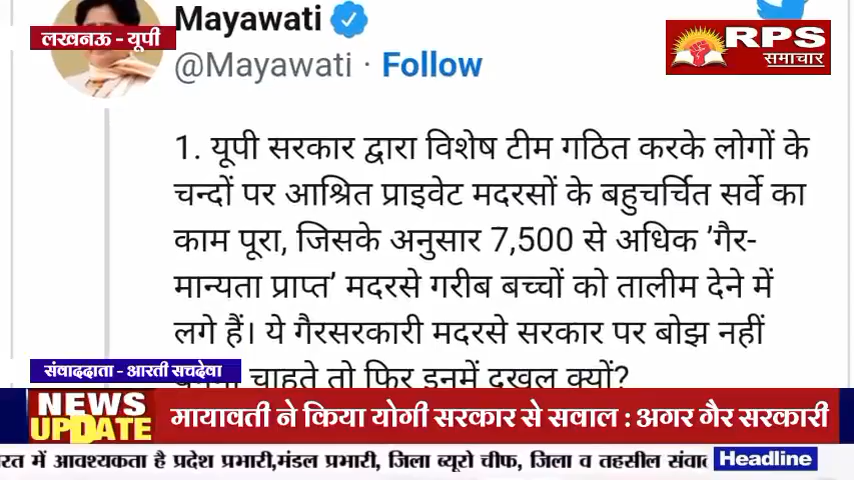 लखनऊ - यूपी
Mayawati
@Mayawati · Follow
RPS
समाचार
1. यूपी सरकार द्वारा विशेष टीम गठित करके लोगों के
चन्दों पर आश्रित प्राइवेट मदरसों के बहुचर्चित सर्वे का
काम पूरा, जिसके अनुसार 7,500 से अधिक 'गैर-
मान्यता प्राप्त' मदरसे गरीब बच्चों को तालीम देने में
लगे हैं। ये गैरसरकारी मदरसे सरकार पर बोझ नहीं
चाहते तो फिर इनमें दखल क्यों?
संवाददाता - आरती सचदेवा
NEWS
UPDATE
मायावती ने किया योगी सरकार से सवाल : अगर गैर सरकारी
में आवश्यकता है प्रदेश प्रभारी,मंडल प्रभारी, जिला ब्यूरो चीफ, जिला व तहसील
Headline